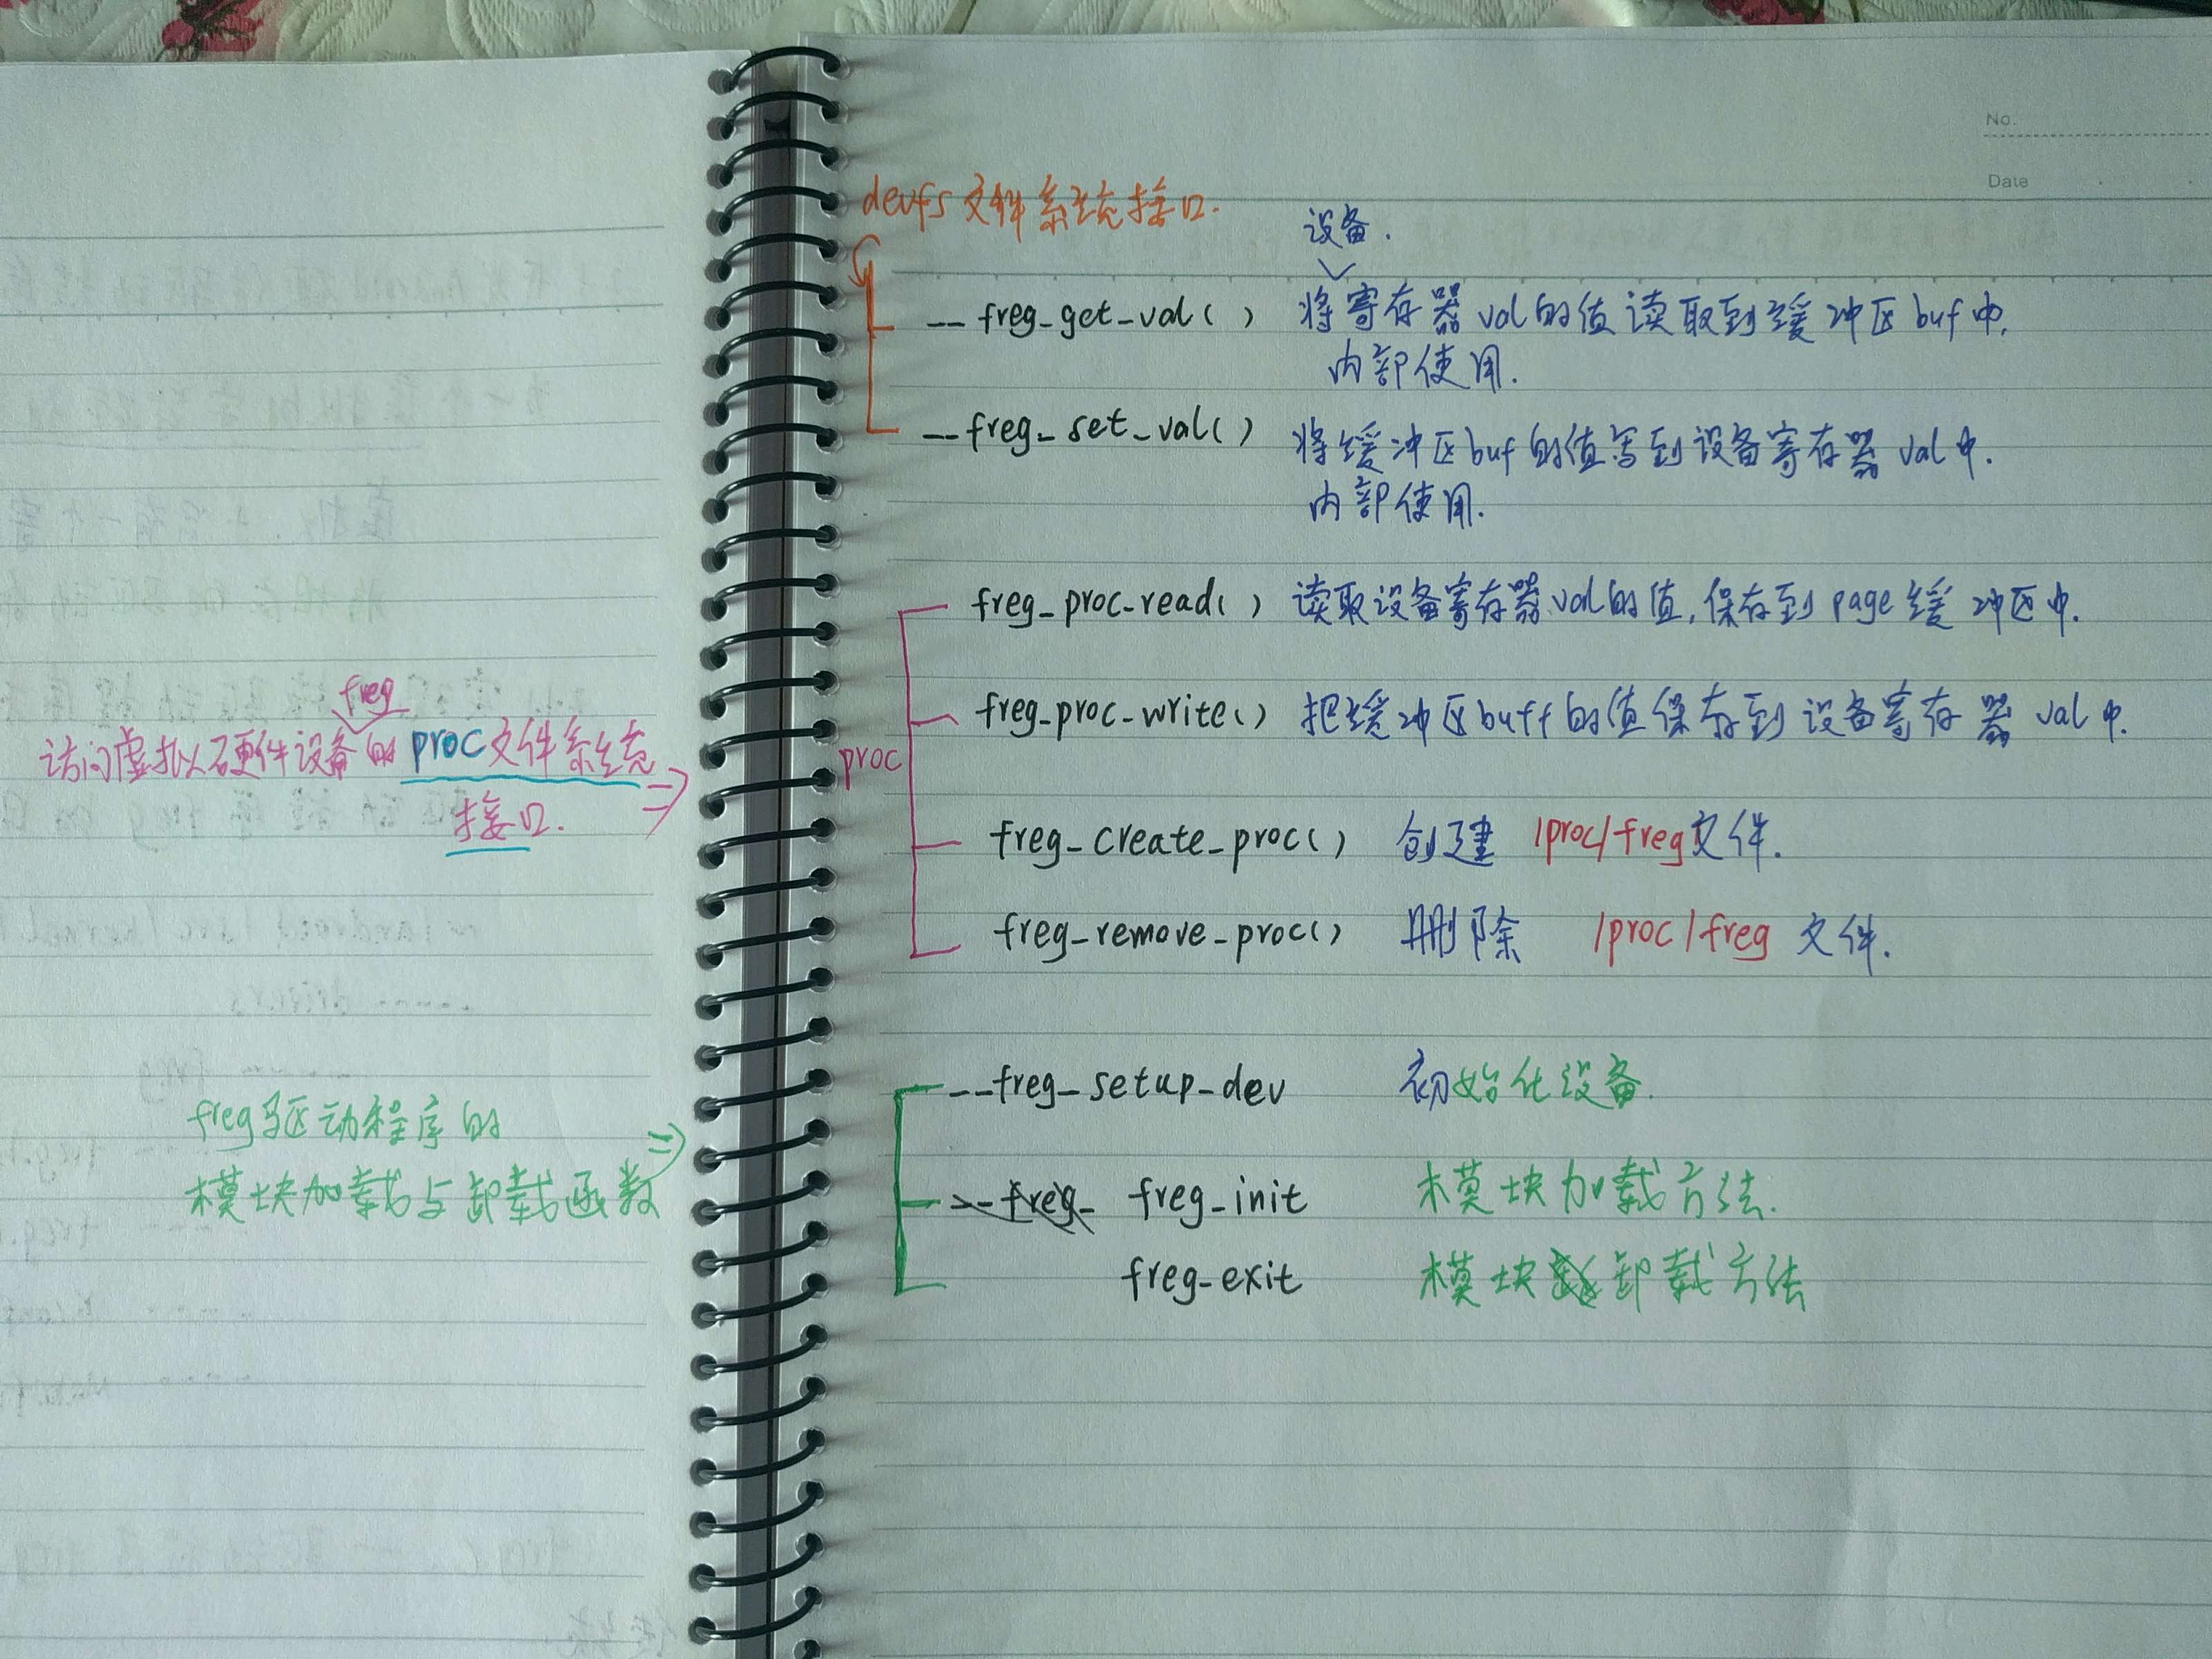 No.
Date
devfs文件系统接口.
设备.
__freg_get_val() 将寄存器val的值读取到缓冲区buf中.
内部使用.
__freg_set_val() 将缓冲区buf的值写到设备寄存器val中.
内部使用.
freg_proc_read() 读取设备寄存器val的值,保存到page缓冲区中.
freg_proc_write() 把缓冲区buff的值保存到设备寄存器val中.
proc
freg_create_proc() 创建 /proc/freg文件.
freg_remove_proc() 删除 /proc/freg 文件.
freg
访问虚拟硬件设备的proc文件系统
接口. =>
__freg_setup_dev 初始化设备.
freg_init 模块加载方法.
freg_exit 模块卸载方法
freg驱动程序的
模块加载与卸载函数 =>